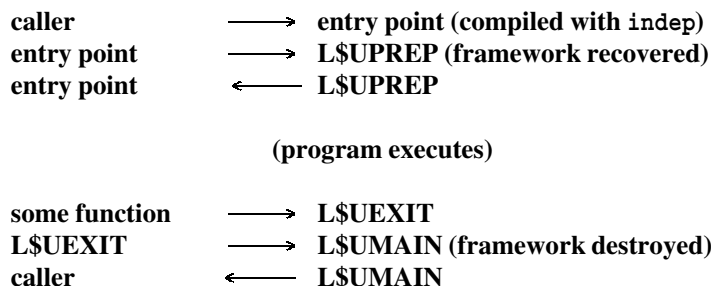 caller → entry point (compiled with indep)
entry point → L$UPREP (framework recovered)
entry point ← L$UPREP
(program executes)
some function → L$UEXIT
L$UEXIT → L$UMAIN (framework destroyed)
caller ← L$UMAIN